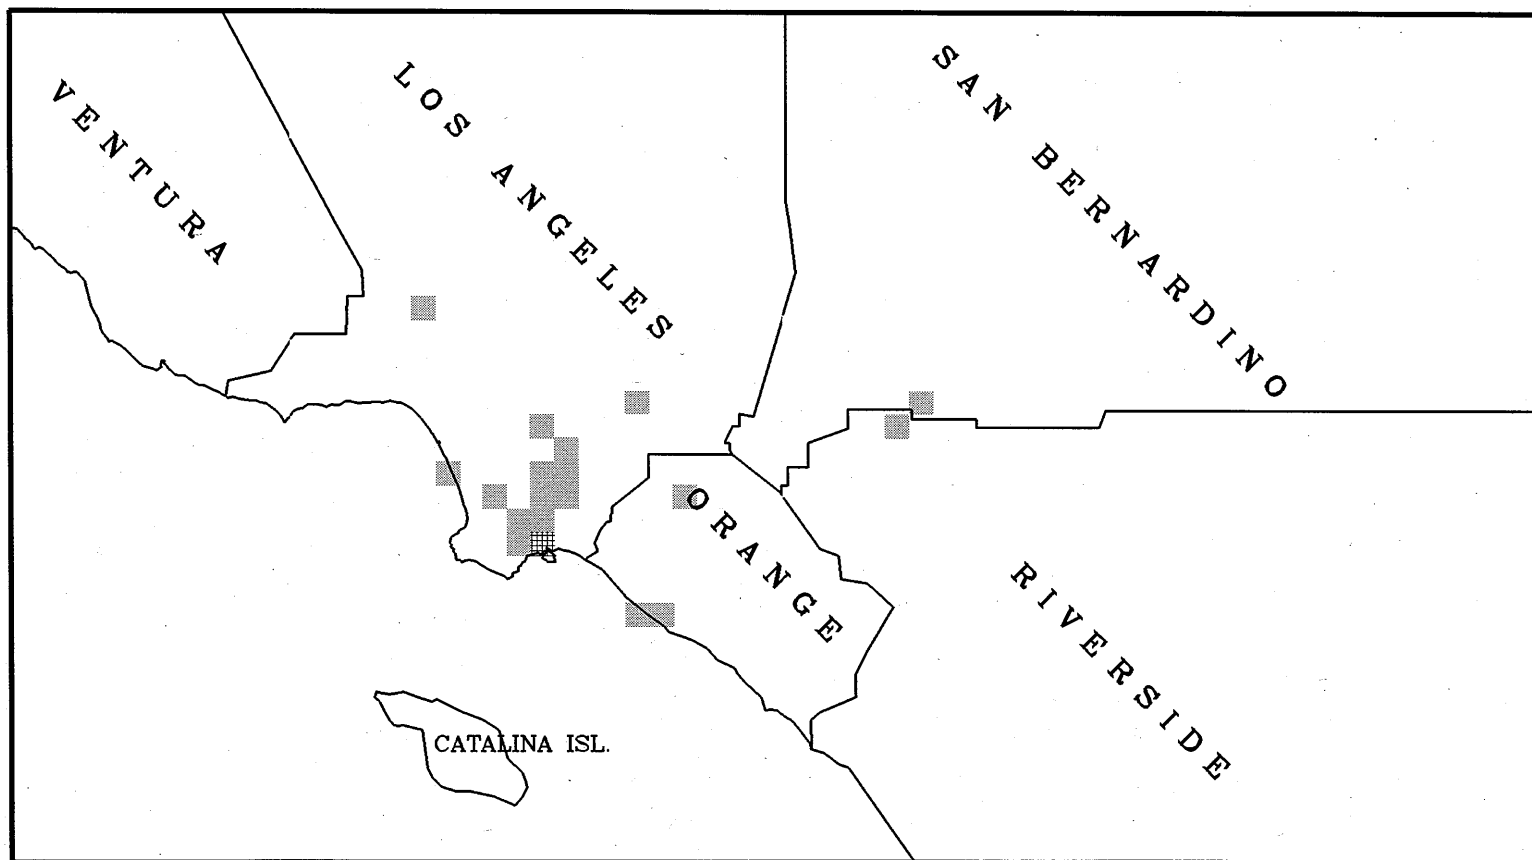 VENTURA
LOS ANGELES
SAN BERNARDINO
ORANGE
RIVERSIDE
CATALINA ISL.